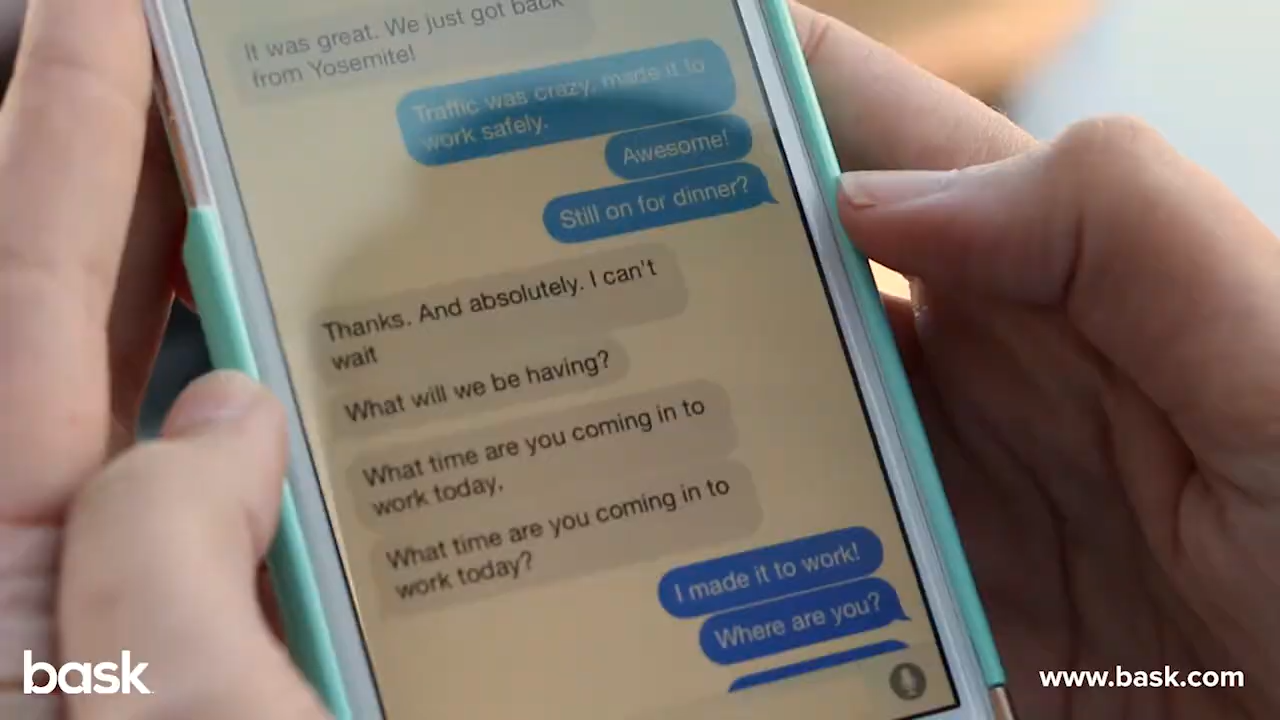 It was great. We just got back
from Yosemite!
Traffic was crazy, made it to
work safely.
Awesome!
Still on for dinner?
Thanks. And absolutely. I can't
wait
What will we be having?
What time are you coming in to
work today,
What time are you coming in to
work today?
I made it to work!
Where are you?
bask
www.bask.com